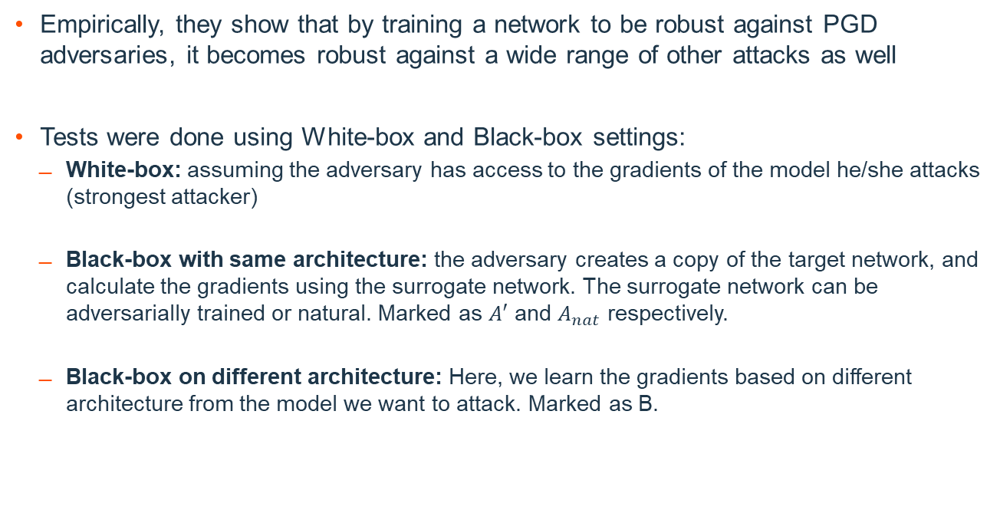 • Empirically, they show that by training a network to be robust against PGD
adversaries, it becomes robust against a wide range of other attacks as well
• Tests were done using White-box and Black-box settings:
– White-box: assuming the adversary has access to the gradients of the model he/she attacks
(strongest attacker)
– Black-box with same architecture: the adversary creates a copy of the target network, and
calculate the gradients using the surrogate network. The surrogate network can be
adversarially trained or natural. Marked as A′ and Aₙₐₜ respectively.
– Black-box on different architecture: Here, we learn the gradients based on different
architecture from the model we want to attack. Marked as B.